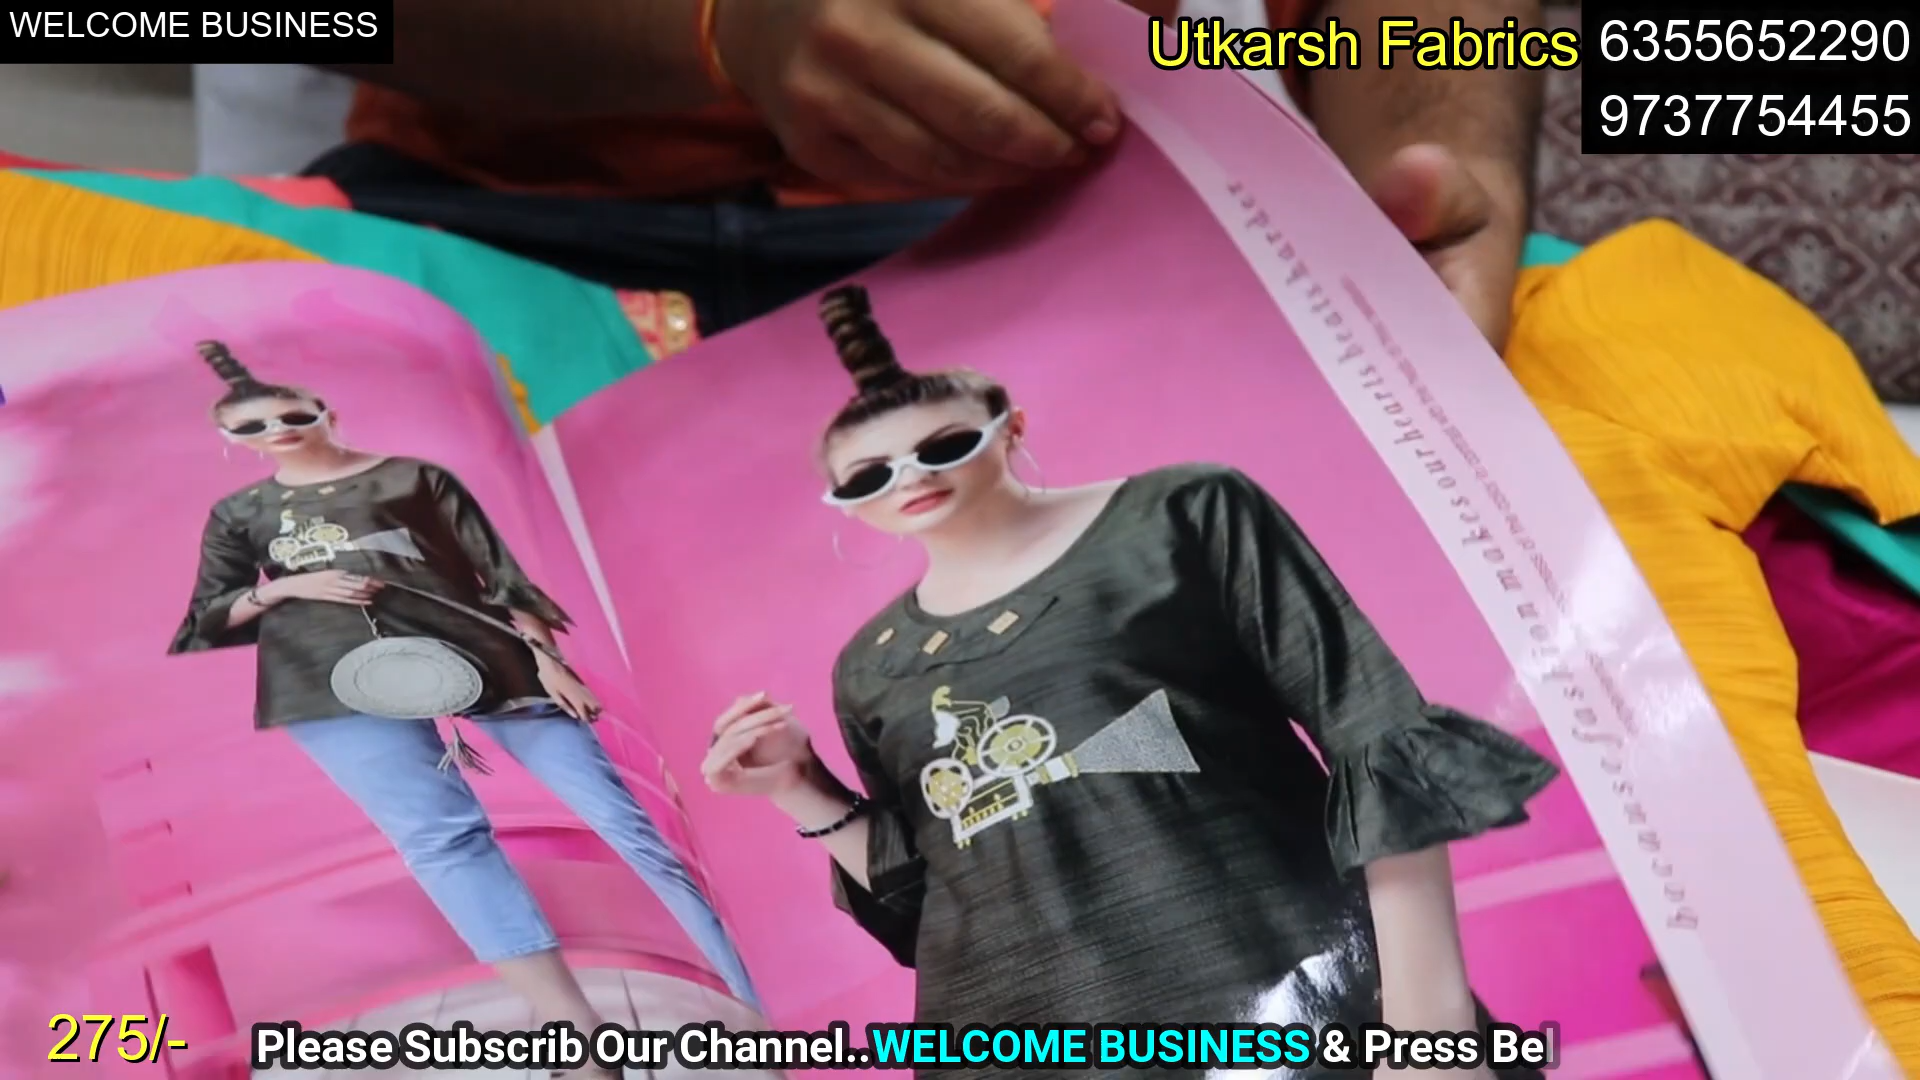 WELCOME BUSINESS
Utkarsh Fabrics
6355652290
9737754455
because fashion makes our hearts beats harder
275/-
Please Subscrib Our Channel..WELCOME BUSINESS & Press Bel